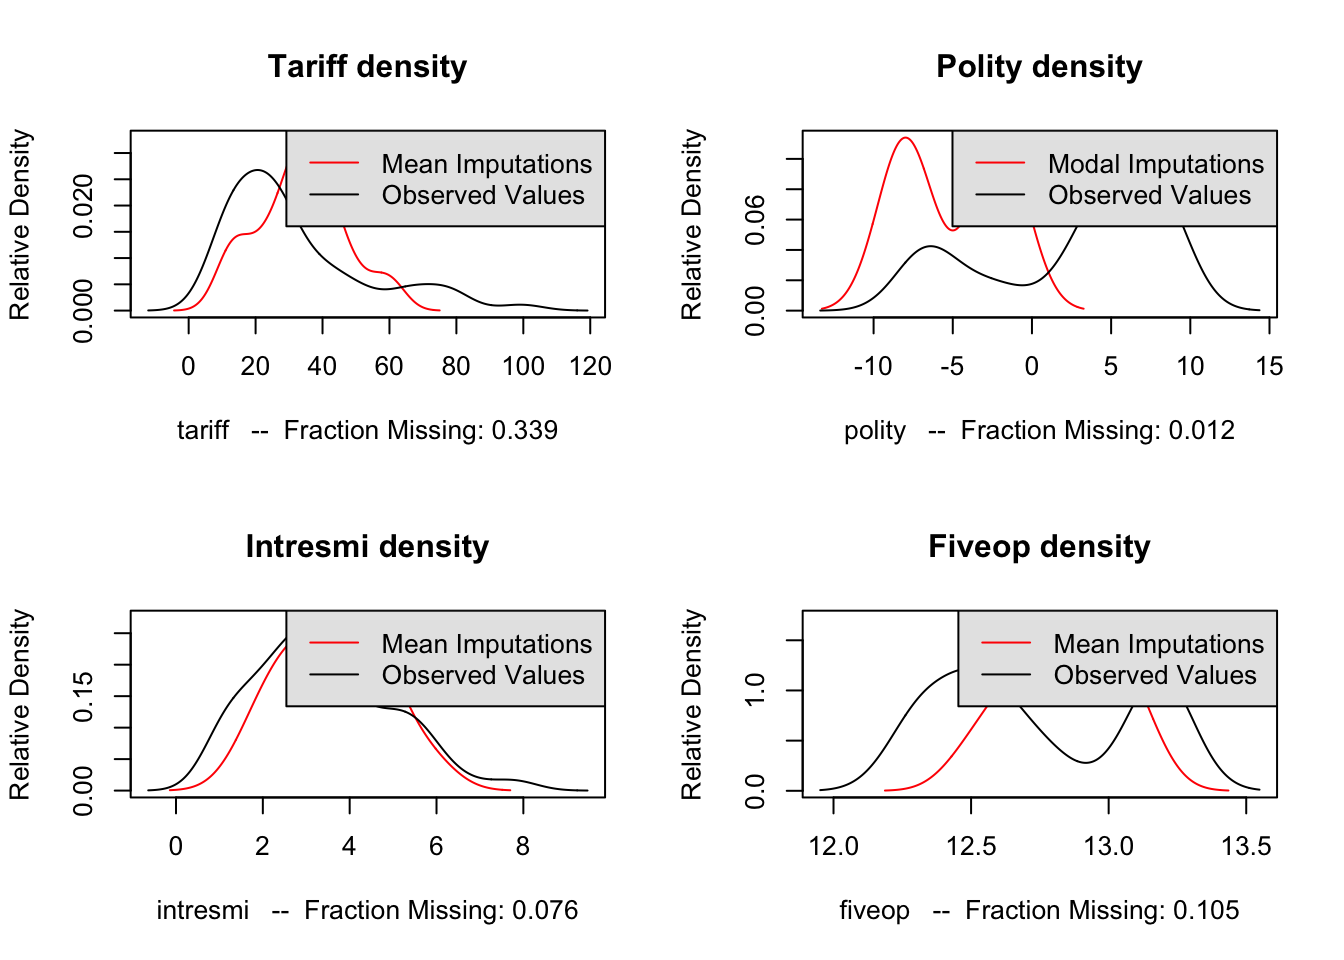 Tariff density
Relative Density
0.000
0.020
Mean Imputations
Observed Values
0 20 40 60 80 100 120
tariff -- Fraction Missing: 0.339
Polity density
Relative Density
0.00
0.06
Modal Imputations
Observed Values
-10 -5 0 5 10 15
polity -- Fraction Missing: 0.012
Intresmi density
Relative Density
0.00
0.15
Mean Imputations
Observed Values
0 2 4 6 8
intresmi -- Fraction Missing: 0.076
Fiveop density
Relative Density
0.0
1.0
Mean Imputations
Observed Values
12.0 12.5 13.0 13.5
fiveop -- Fraction Missing: 0.105